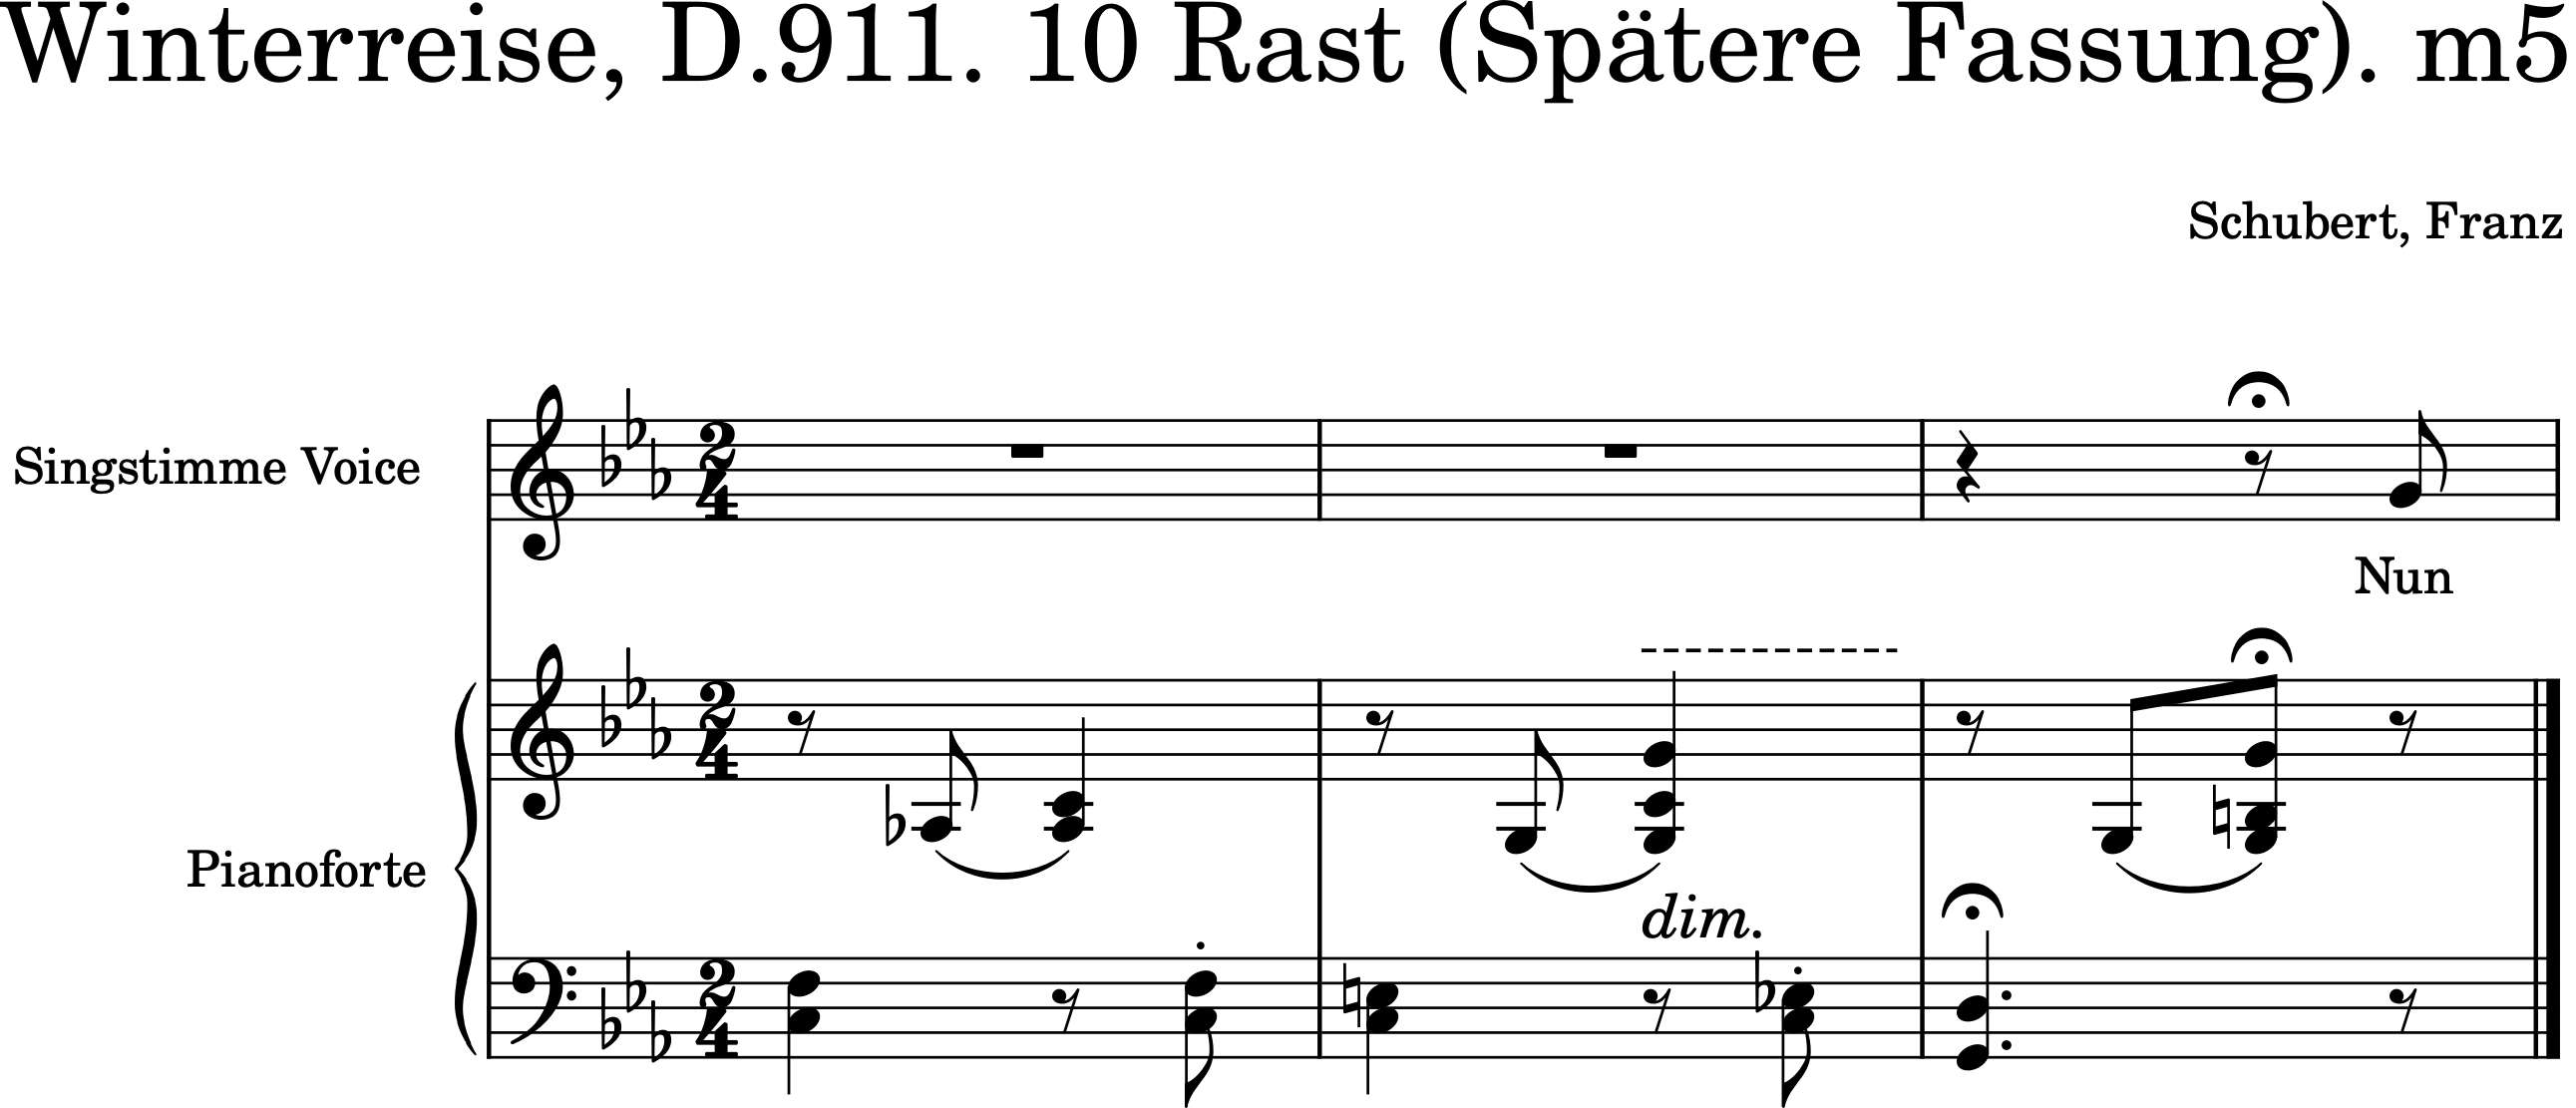 Winterreise, D.911. 10 Rast (Spätere Fassung). m5
Schubert, Franz
Singstimme Voice
Nun
Pianoforte
dim.